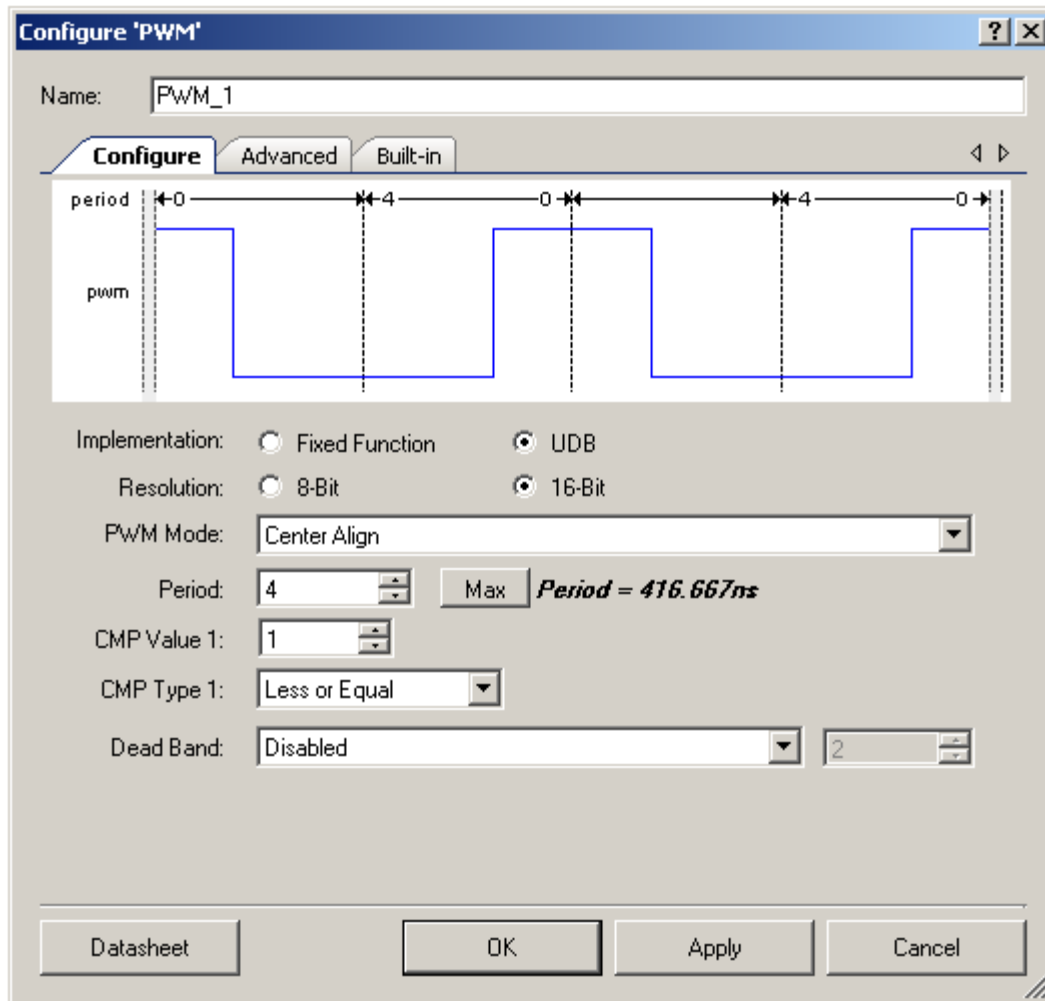 Configure 'PWM'
Name: PWM_1
Configure Advanced Built-in
period 0 4 0 4 0
pwm
Implementation: Fixed Function UDB
Resolution: 8-Bit 16-Bit
PWM Mode: Center Align
Period: 4 Max Period = 416.667ns
CMP Value 1: 1
CMP Type 1: Less or Equal
Dead Band: Disabled 2
Datasheet OK Apply Cancel